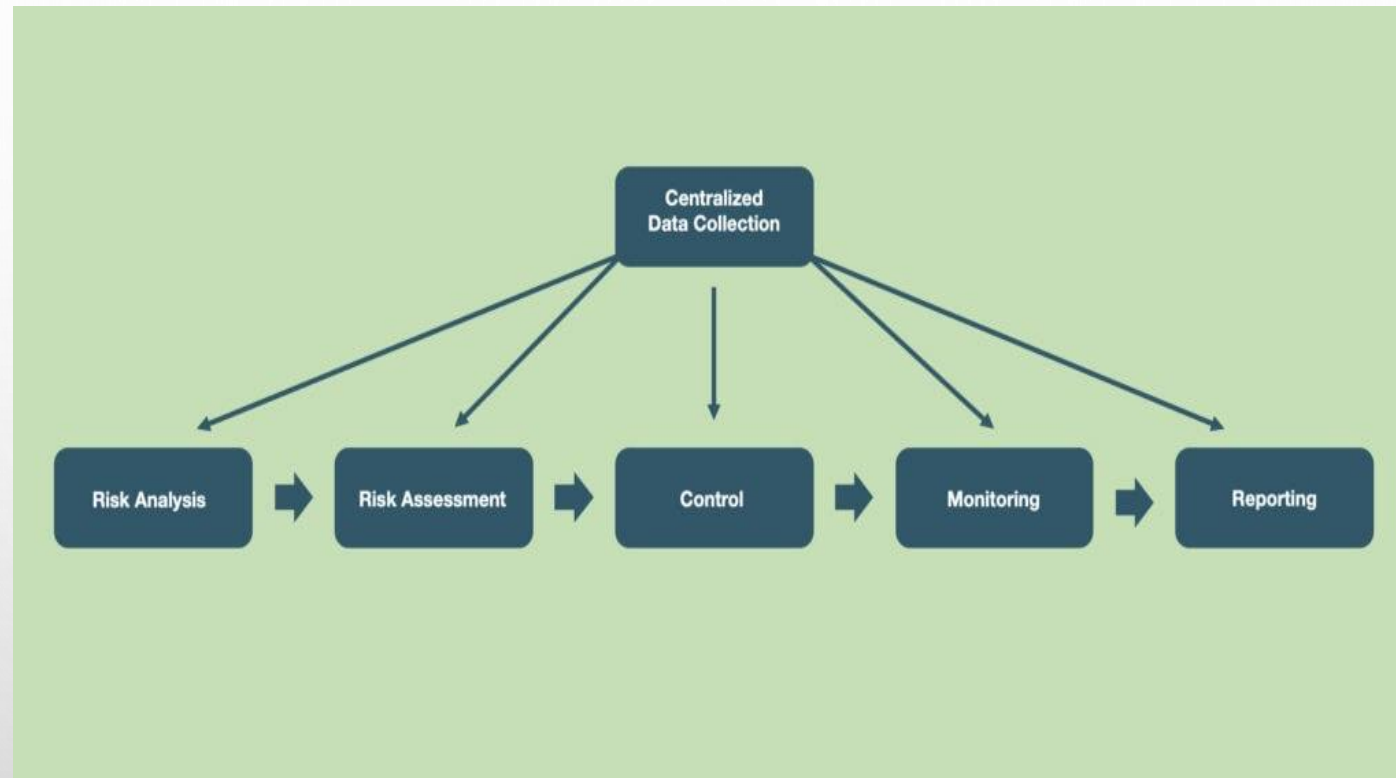 Centralized
Data Collection
Risk Analysis
Risk Assessment
Control
Monitoring
Reporting